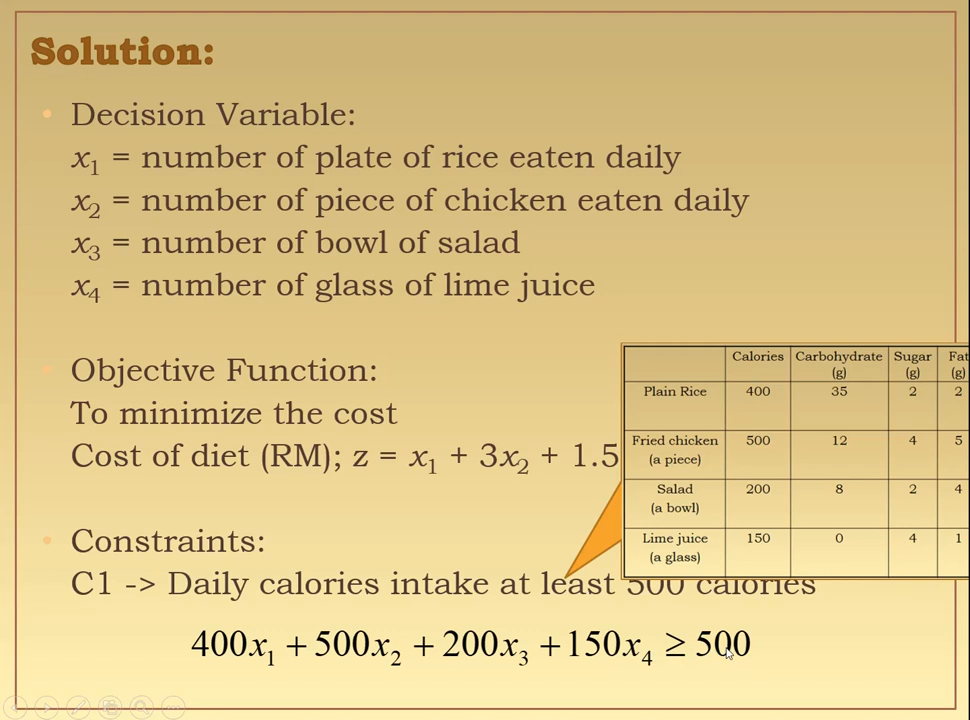 Solution:
• Decision Variable:
x₁ = number of plate of rice eaten daily
x₂ = number of piece of chicken eaten daily
x₃ = number of bowl of salad
x₄ = number of glass of lime juice
• Objective Function:
To minimize the cost
Cost of diet (RM); z = x₁ + 3x₂ + 1.5
Calories Carbohydrate (g) Sugar (g) Fat (g)
Plain Rice 400 35 2 2
Fried chicken (a piece) 500 12 4 5
Salad (a bowl) 200 8 2 4
Lime juice (a glass) 150 0 4 1
• Constraints:
C1 -> Daily calories intake at least 500 calories
400x₁ + 500x₂ + 200x₃ + 150x₄ ≥ 500